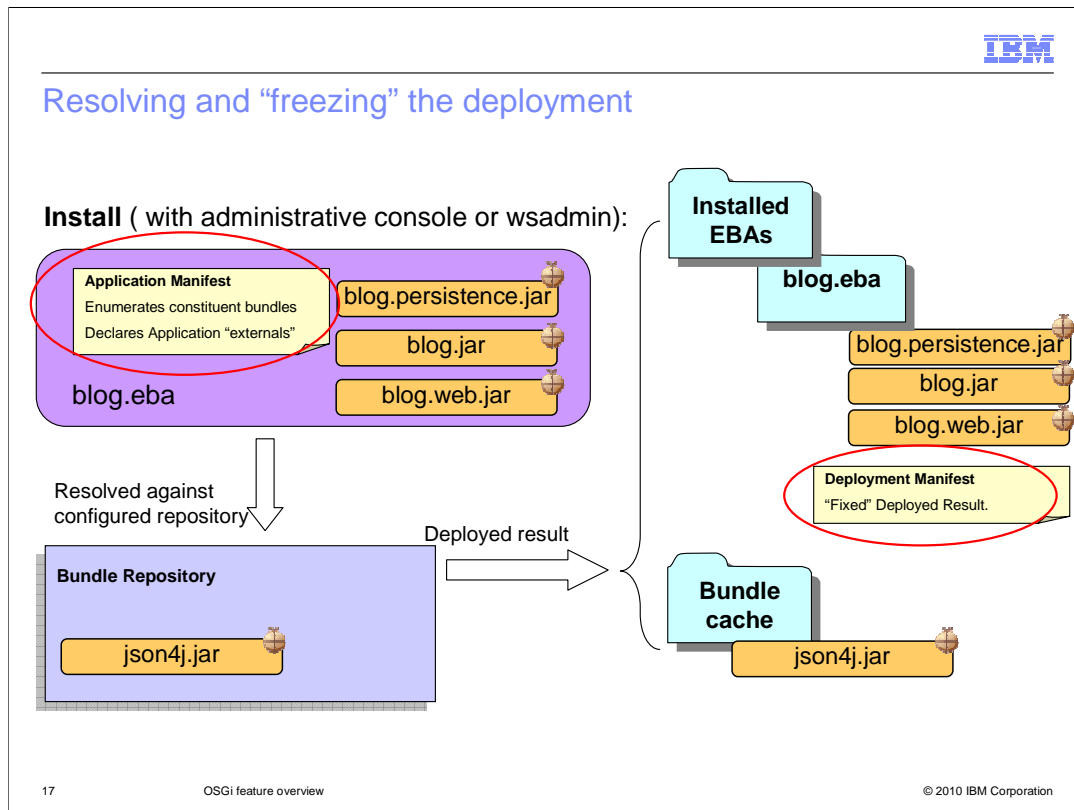 IBM
Resolving and “freezing” the deployment
Install ( with administrative console or wsadmin):
Application Manifest
Enumerates constituent bundles
Declares Application “externals”
blog.persistence.jar
blog.jar
blog.web.jar
blog.eba
Resolved against
configured repository
Bundle Repository
json4j.jar
Deployed result
Installed
EBAs
blog.eba
blog.persistence.jar
blog.jar
blog.web.jar
Deployment Manifest
“Fixed” Deployed Result.
Bundle
cache
json4j.jar
17
OSGi feature overview
© 2010 IBM Corporation